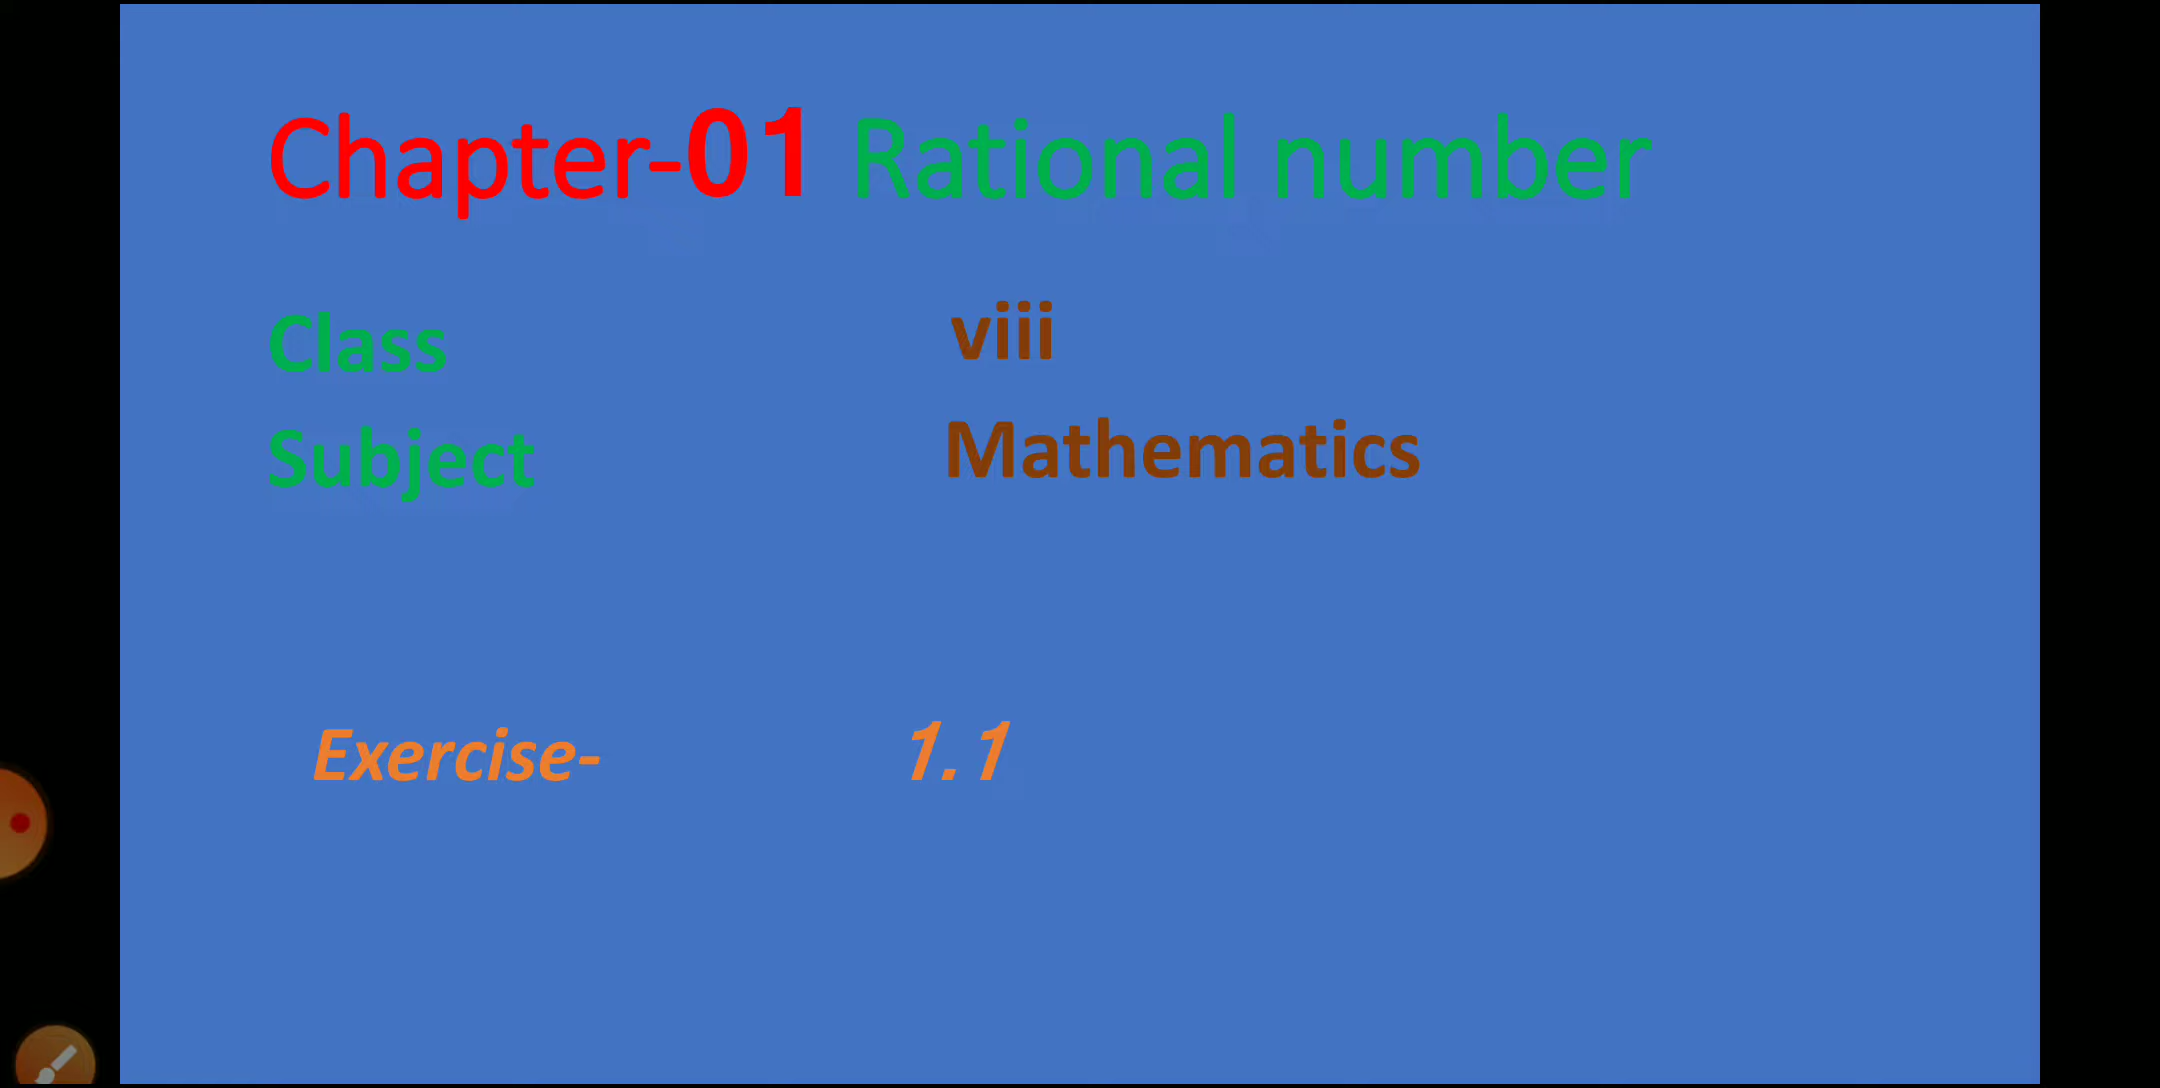 Chapter-01 Rational number
Class viii
Subject Mathematics
Exercise- 1.1